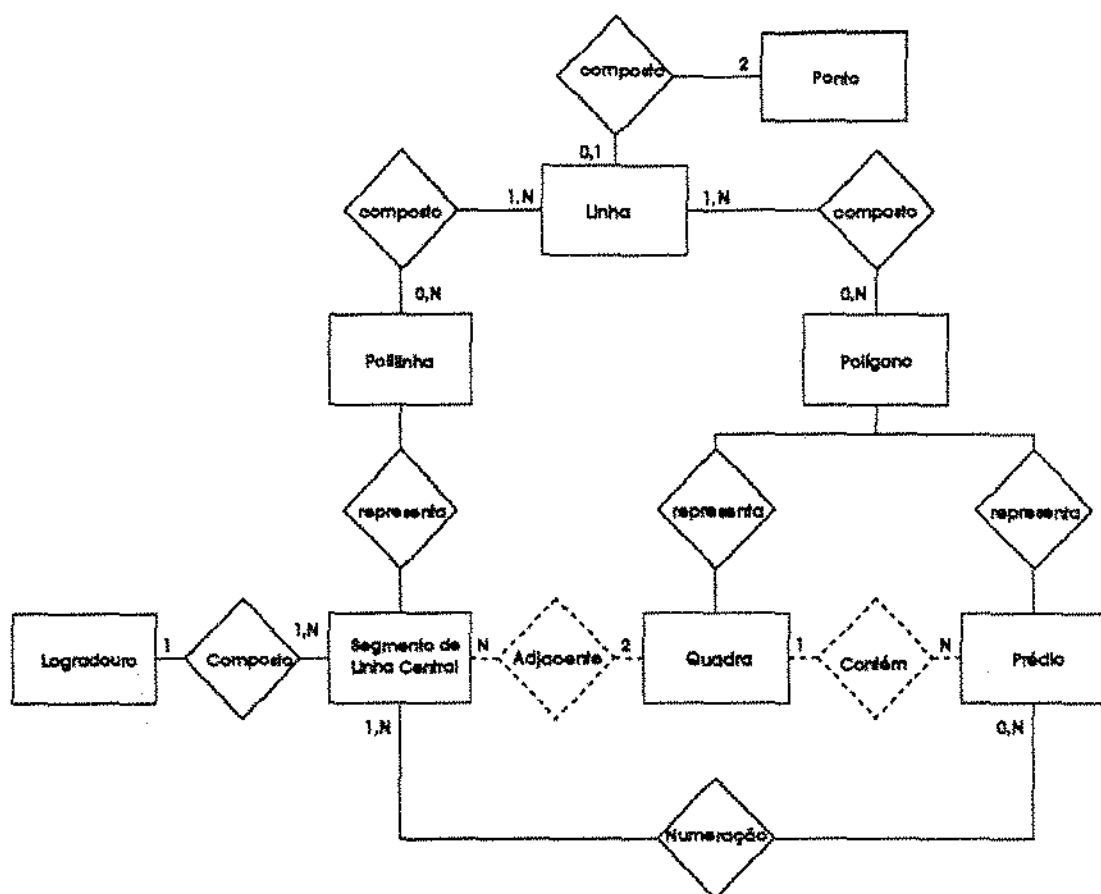 composto
2
Ponto
0,1
composto
1,N
Linha
1,N
composto
0,N
0,N
Polilinha
Polígono
representa
representa
representa
Logradouro
1
Composto
1,N
Segmento de
Linha Central
N
Adjacente
2
Quadra
1
Contém
N
Prédio
1,N
0,N
Numeração